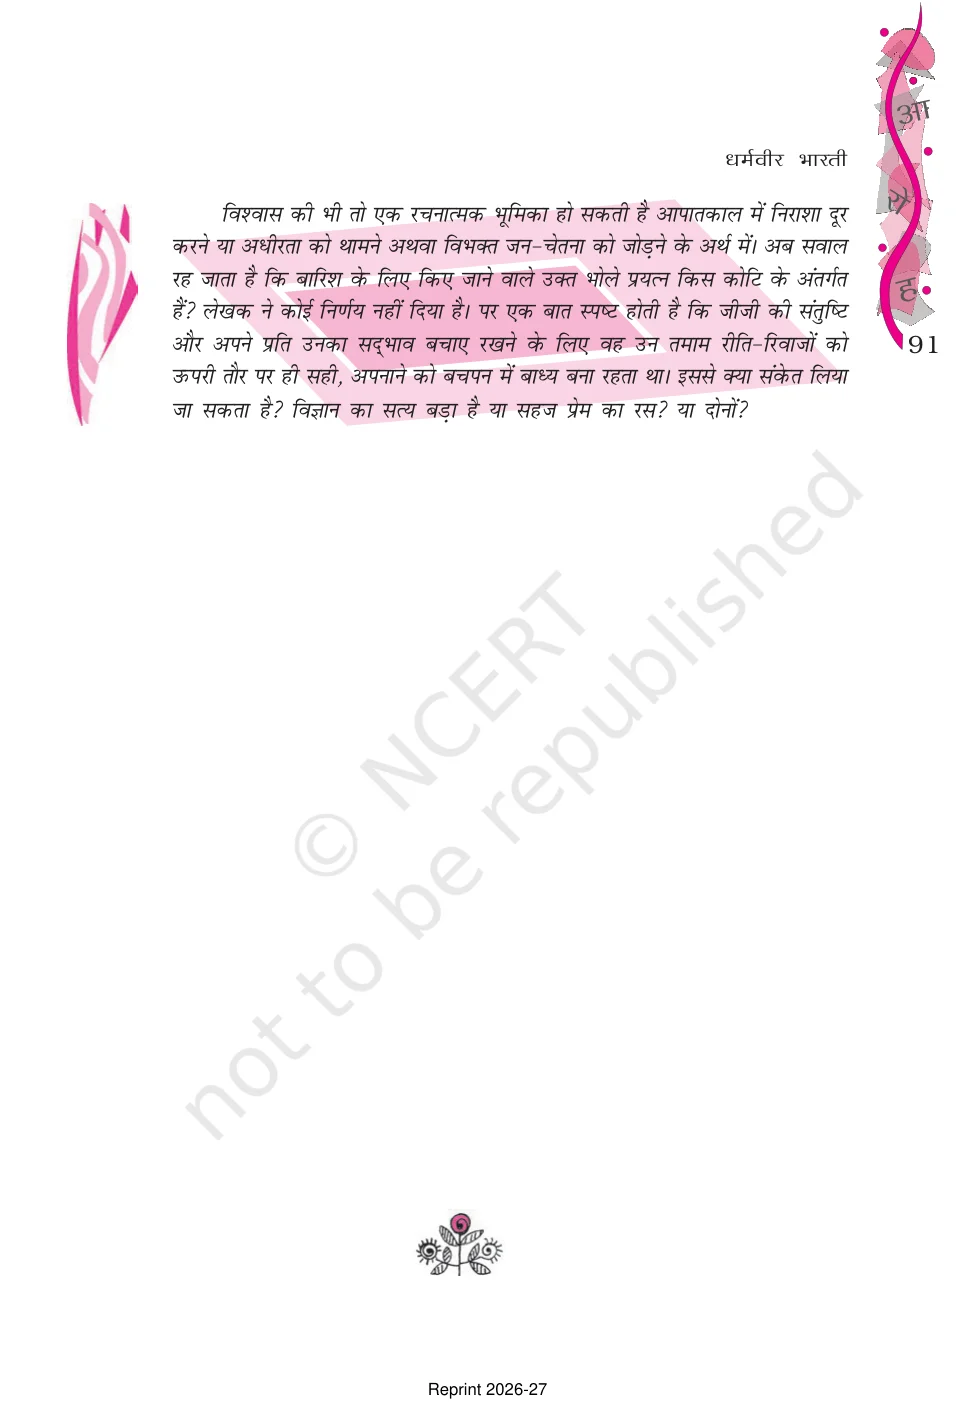 धर्मवीर भारती
विश्वास की भी तो एक रचनात्मक भूमिका हो सकती है आपातकाल में निराशा दूर
करने या अधीरता को थामने अथवा विभक्त जन-चेतना को जोड़ने के अर्थ में। अब सवाल
रह जाता है कि बारिश के लिए किए जाने वाले उक्त भोले प्रयत्न किस कोटि के अंतर्गत
हैं? लेखक ने कोई निर्णय नहीं दिया है। पर एक बात स्पष्ट होती है कि जीजी की संतुष्टि
और अपने प्रति उनका सद्भाव बचाए रखने के लिए वह उन तमाम रीति-रिवाजों को
ऊपरी तौर पर ही सही, अपनाने को बचपन में बाध्य बना रहता था। इससे क्या संकेत लिया
जा सकता है? विज्ञान का सत्य बड़ा है या सहज प्रेम का रस? या दोनों?
आ
रो
ह
91
© NCERT
not to be republished
Reprint 2026-27